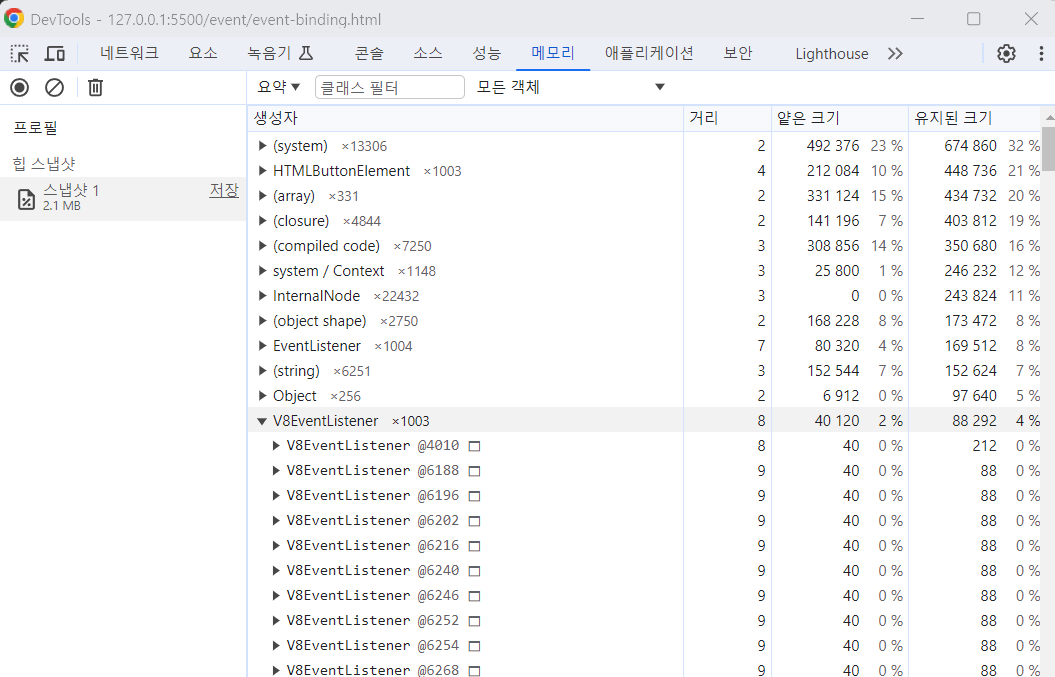 DevTools - 127.0.0.1:5500/event/event-binding.html
네트워크 요소 녹음기 콘솔 소스 성능 메모리 애플리케이션 보안 Lighthouse
요약 클래스 필터 모든 객체
프로필
힙 스냅샷
스냅샷 1 저장
2.1 MB
생성자 거리 얕은 크기 유지된 크기
(system) ×13306 2 492 376 23 % 674 860 32 %
HTMLButtonElement ×1003 4 212 084 10 % 448 736 21 %
(array) ×331 2 331 124 15 % 434 732 20 %
(closure) ×4844 2 141 196 7 % 403 812 19 %
(compiled code) ×7250 3 308 856 14 % 350 680 16 %
system / Context ×1148 3 25 800 1 % 246 232 12 %
InternalNode ×22432 3 0 0 % 243 824 11 %
(object shape) ×2750 2 168 228 8 % 173 472 8 %
EventListener ×1004 7 80 320 4 % 169 512 8 %
(string) ×6251 3 152 544 7 % 152 624 7 %
Object ×256 2 6 912 0 % 97 640 5 %
V8EventListener ×1003 8 40 120 2 % 88 292 4 %
V8EventListener @4010 8 40 0 % 212 0 %
V8EventListener @6188 9 40 0 % 88 0 %
V8EventListener @6196 9 40 0 % 88 0 %
V8EventListener @6202 9 40 0 % 88 0 %
V8EventListener @6216 9 40 0 % 88 0 %
V8EventListener @6240 9 40 0 % 88 0 %
V8EventListener @6246 9 40 0 % 88 0 %
V8EventListener @6252 9 40 0 % 88 0 %
V8EventListener @6254 9 40 0 % 88 0 %
V8EventListener @6268 9 40 0 % 88 0 %